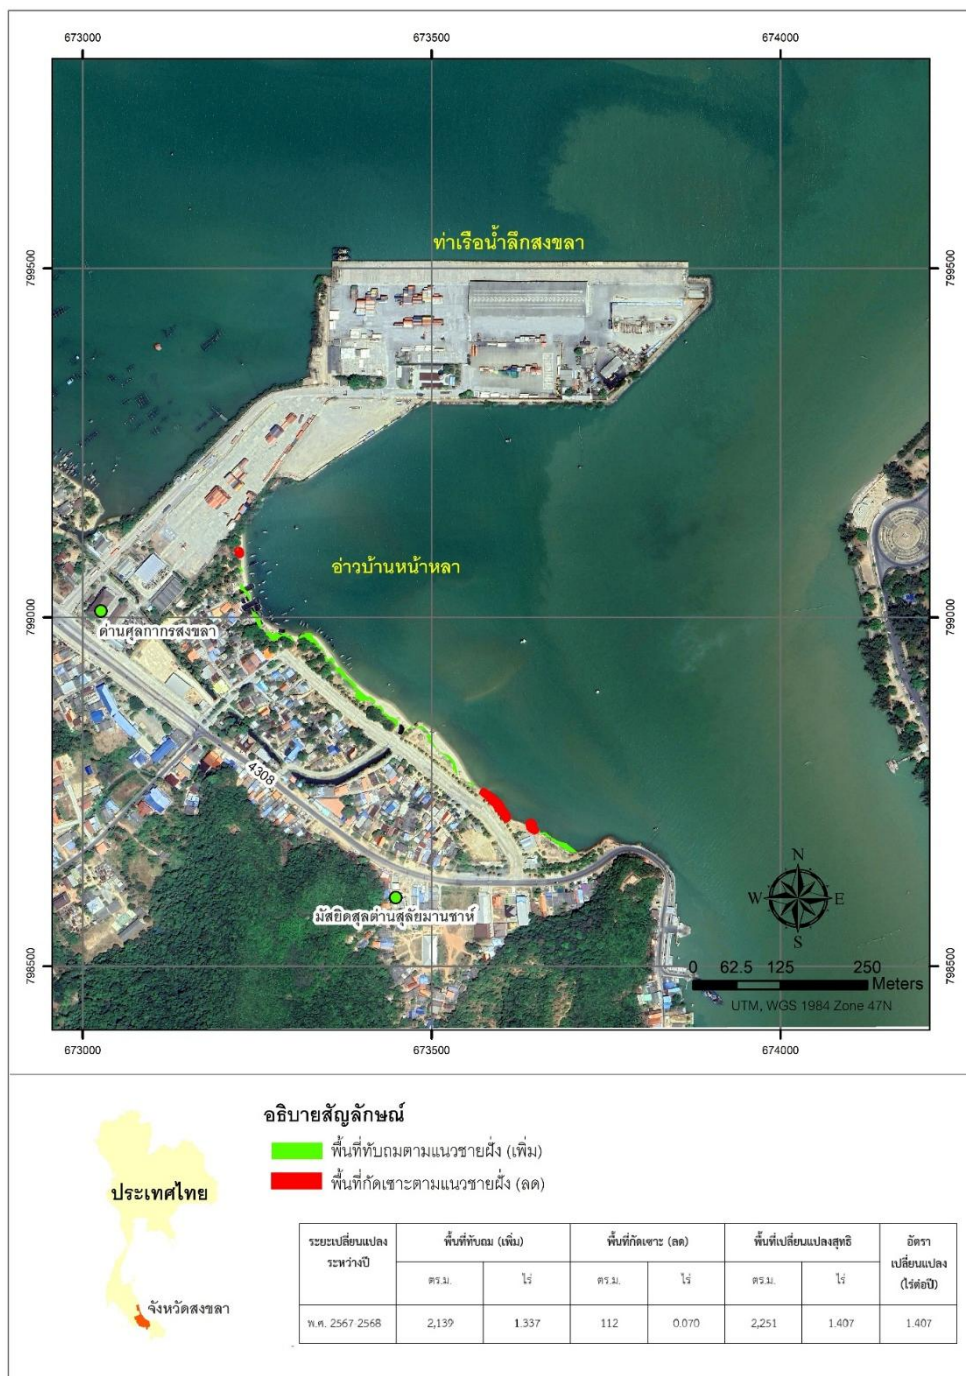 673000 673500 674000
799500 799500
ท่าเรือน้ำลึกสงขลา
อ่าวบ้านหน้าหลา
799000 799000
ด่านศุลกากรสงขลา
4308
มัสยิดสุลต่านสุลัยมานชาห์
N
W E
S
798500 798500
0 62.5 125 250
Meters
UTM, WGS 1984 Zone 47N
673000 673500 674000
อธิบายสัญลักษณ์
พื้นที่ทับถมตามแนวชายฝั่ง (เพิ่ม)
พื้นที่กัดเซาะตามแนวชายฝั่ง (ลด)
ประเทศไทย
จังหวัดสงขลา
ระยะเปลี่ยนแปลง พื้นที่ทับถม (เพิ่ม) พื้นที่กัดเซาะ (ลด) พื้นที่เปลี่ยนแปลงสุทธิ อัตรา
ระหว่างปี เปลี่ยนแปลง
ตร.ม. ไร่ ตร.ม. ไร่ ตร.ม. ไร่ (ไร่ต่อปี)
พ.ศ. 2567 2568 2,139 1.337 112 0.070 2,251 1.407 1.407